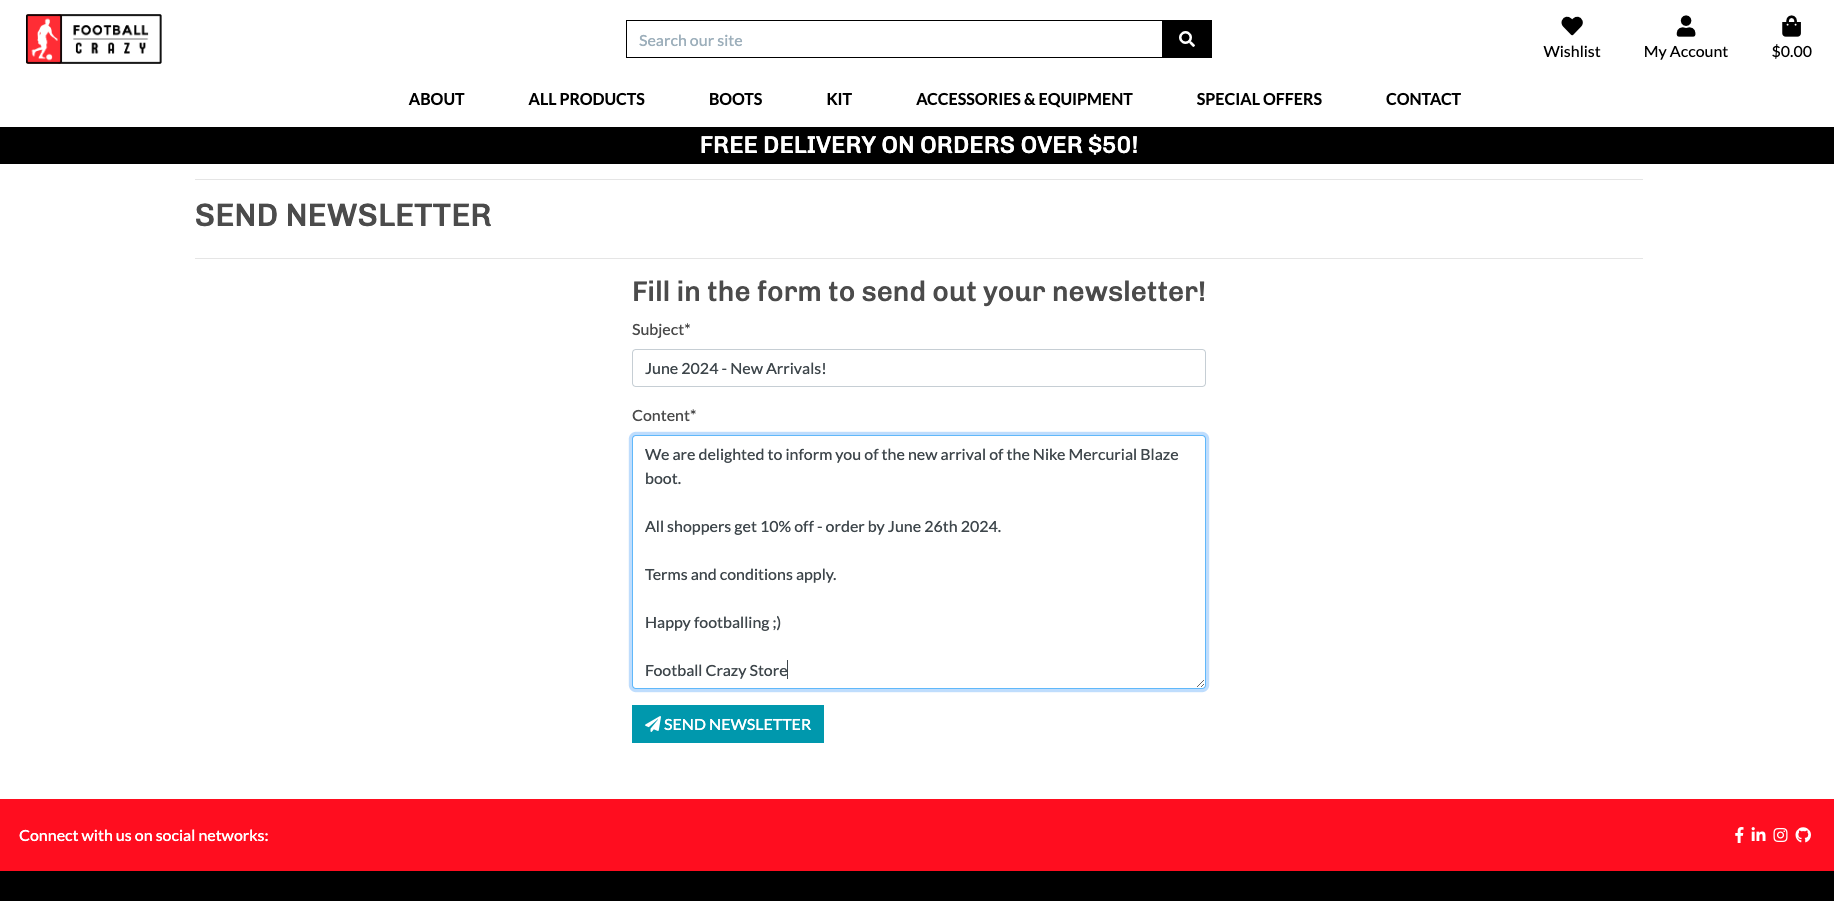 FOOTBALL
CRAZY
Search our site
Wishlist
My Account
$0.00
ABOUT
ALL PRODUCTS
BOOTS
KIT
ACCESSORIES & EQUIPMENT
SPECIAL OFFERS
CONTACT
FREE DELIVERY ON ORDERS OVER $50!
SEND NEWSLETTER
Fill in the form to send out your newsletter!
Subject*
June 2024 - New Arrivals!
Content*
We are delighted to inform you of the new arrival of the Nike Mercurial Blaze
boot.
All shoppers get 10% off - order by June 26th 2024.
Terms and conditions apply.
Happy footballing ;)
Football Crazy Store
SEND NEWSLETTER
Connect with us on social networks: